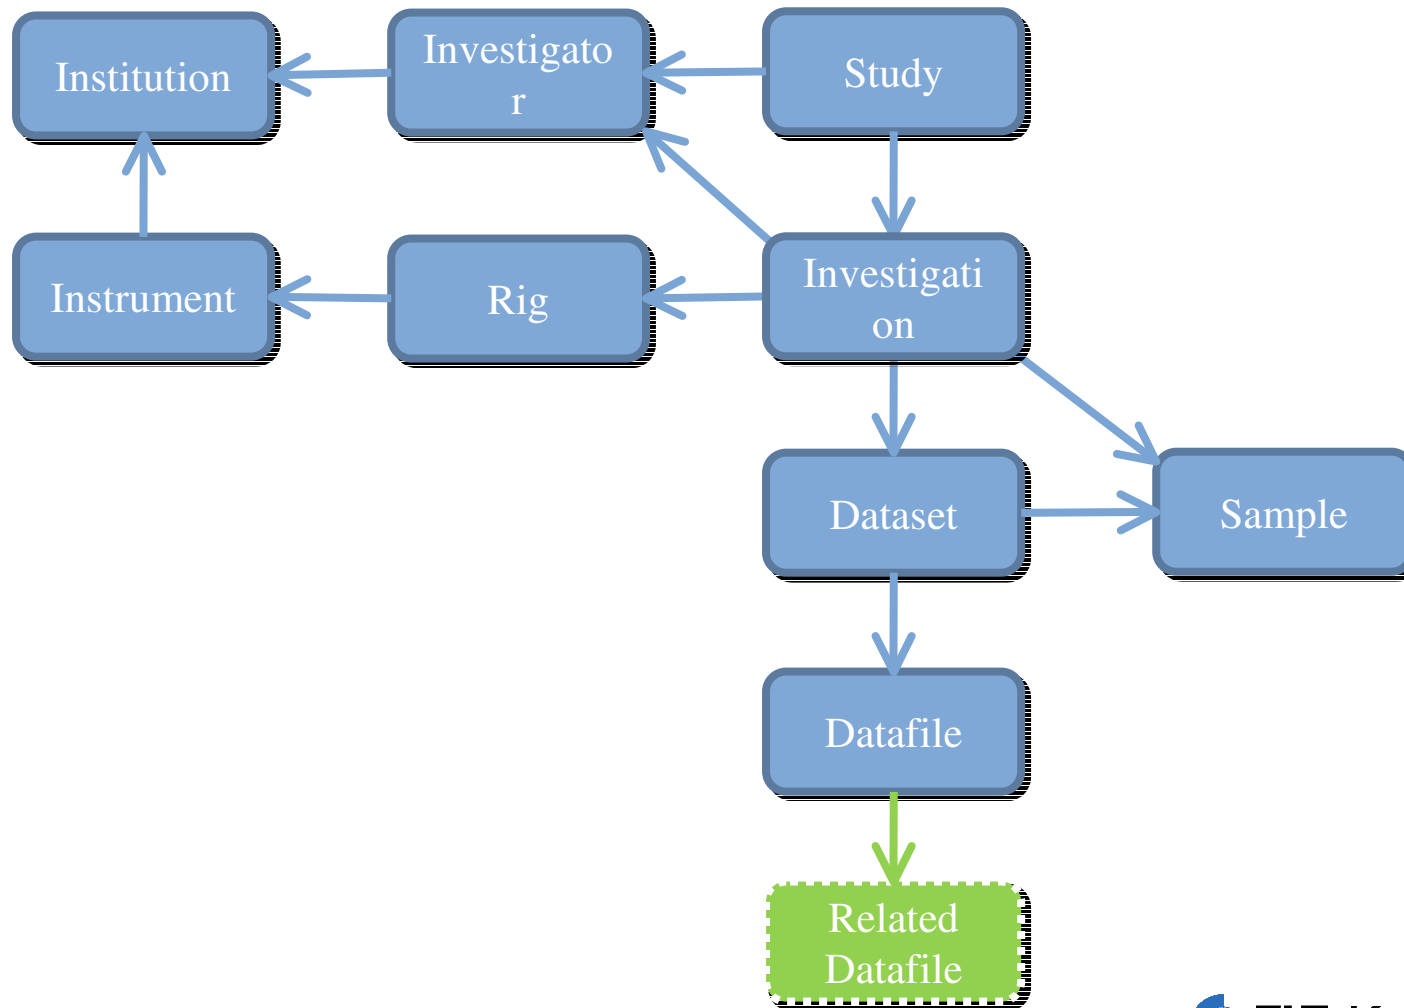 Institution
Investigato
r
Study
Instrument
Rig
Investigati
on
Dataset
Sample
Datafile
Related
Datafile